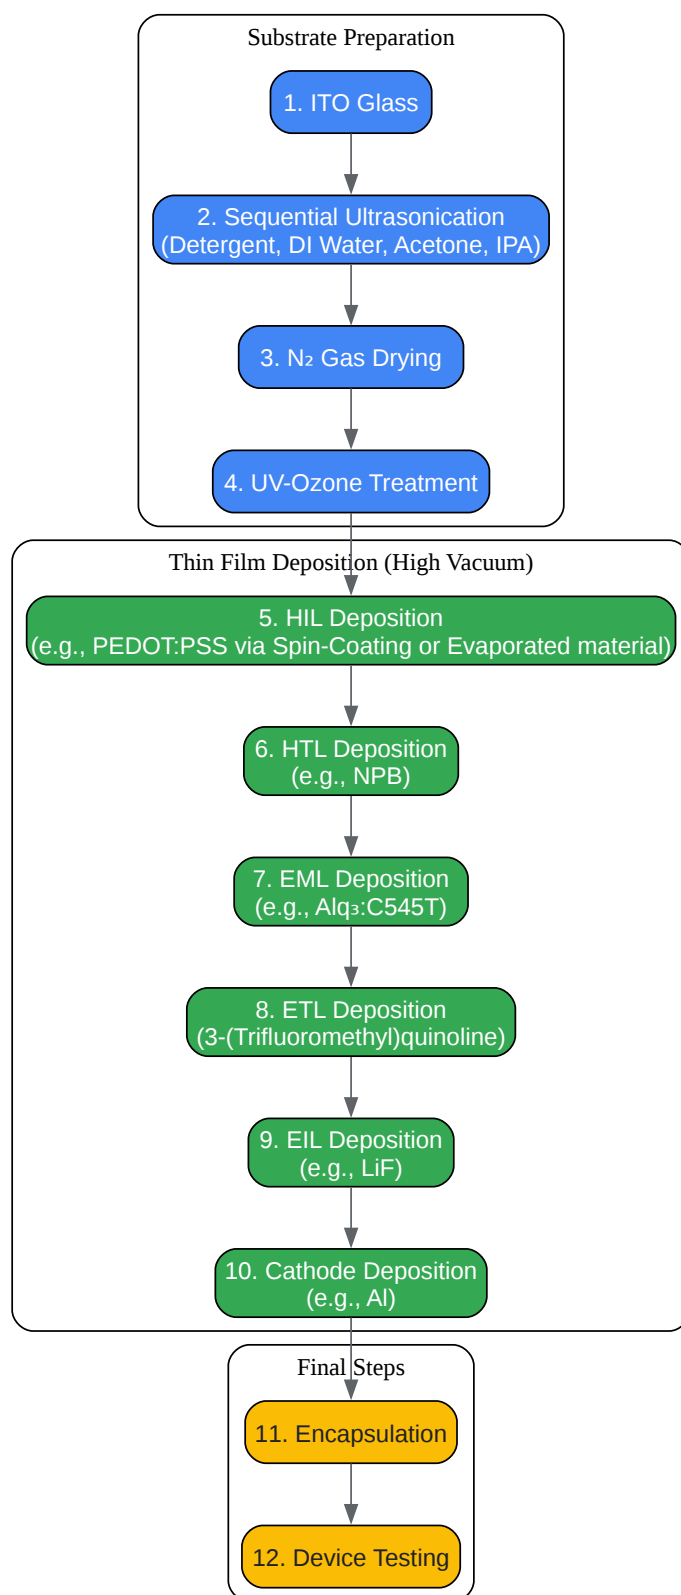 Substrate Preparation
1. ITO Glass
2. Sequential Ultrasonication
(Detergent, DI Water, Acetone, IPA)
3. N₂ Gas Drying
4. UV-Ozone Treatment
Thin Film Deposition (High Vacuum)
5. HIL Deposition
(e.g., PEDOT:PSS via Spin-Coating or Evaporated material)
6. HTL Deposition
(e.g., NPB)
7. EML Deposition
(e.g., Alq₃:C545T)
8. ETL Deposition
(3-(Trifluoromethyl)quinoline)
9. EIL Deposition
(e.g., LiF)
10. Cathode Deposition
(e.g., Al)
Final Steps
11. Encapsulation
12. Device Testing